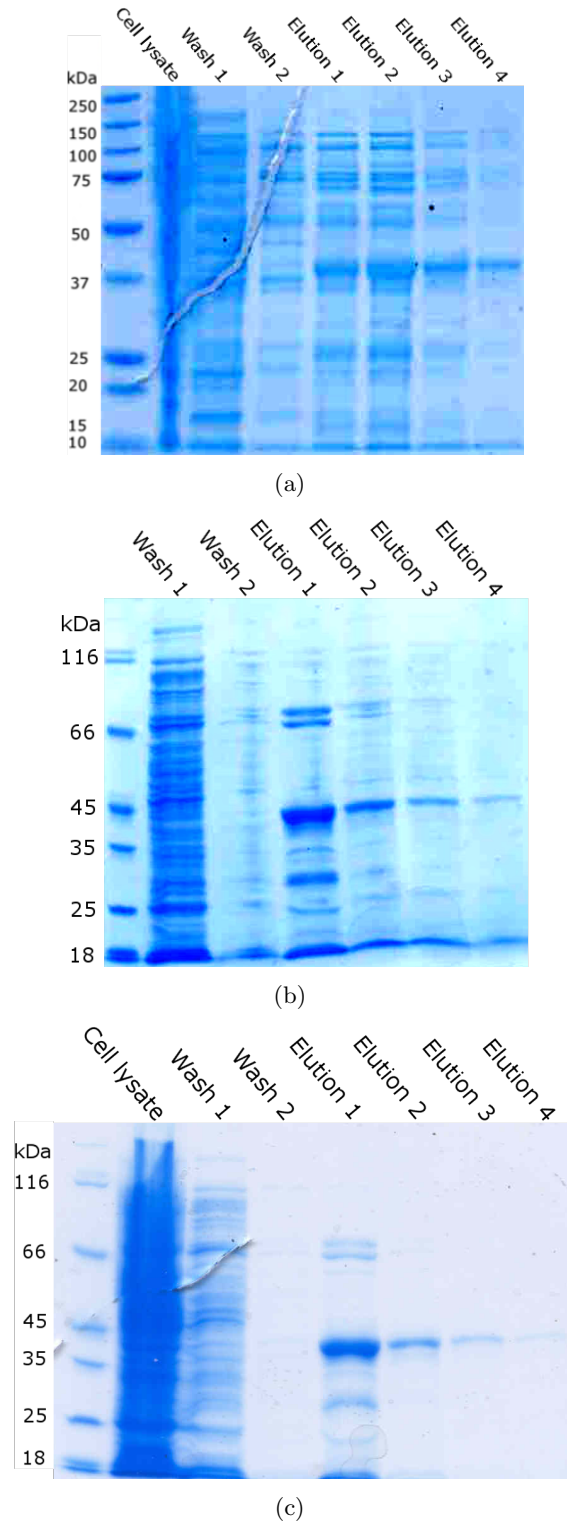 Cell lysate
Wash 1
Wash 2
Elution 1
Elution 2
Elution 3
Elution 4
kDa
250
150
100
75
50
37
25
20
15
10
(a)
Wash 1
Wash 2
Elution 1
Elution 2
Elution 3
Elution 4
kDa
116
66
45
35
25
18
(b)
Cell lysate
Wash 1
Wash 2
Elution 1
Elution 2
Elution 3
Elution 4
kDa
116
66
45
35
25
18
(c)